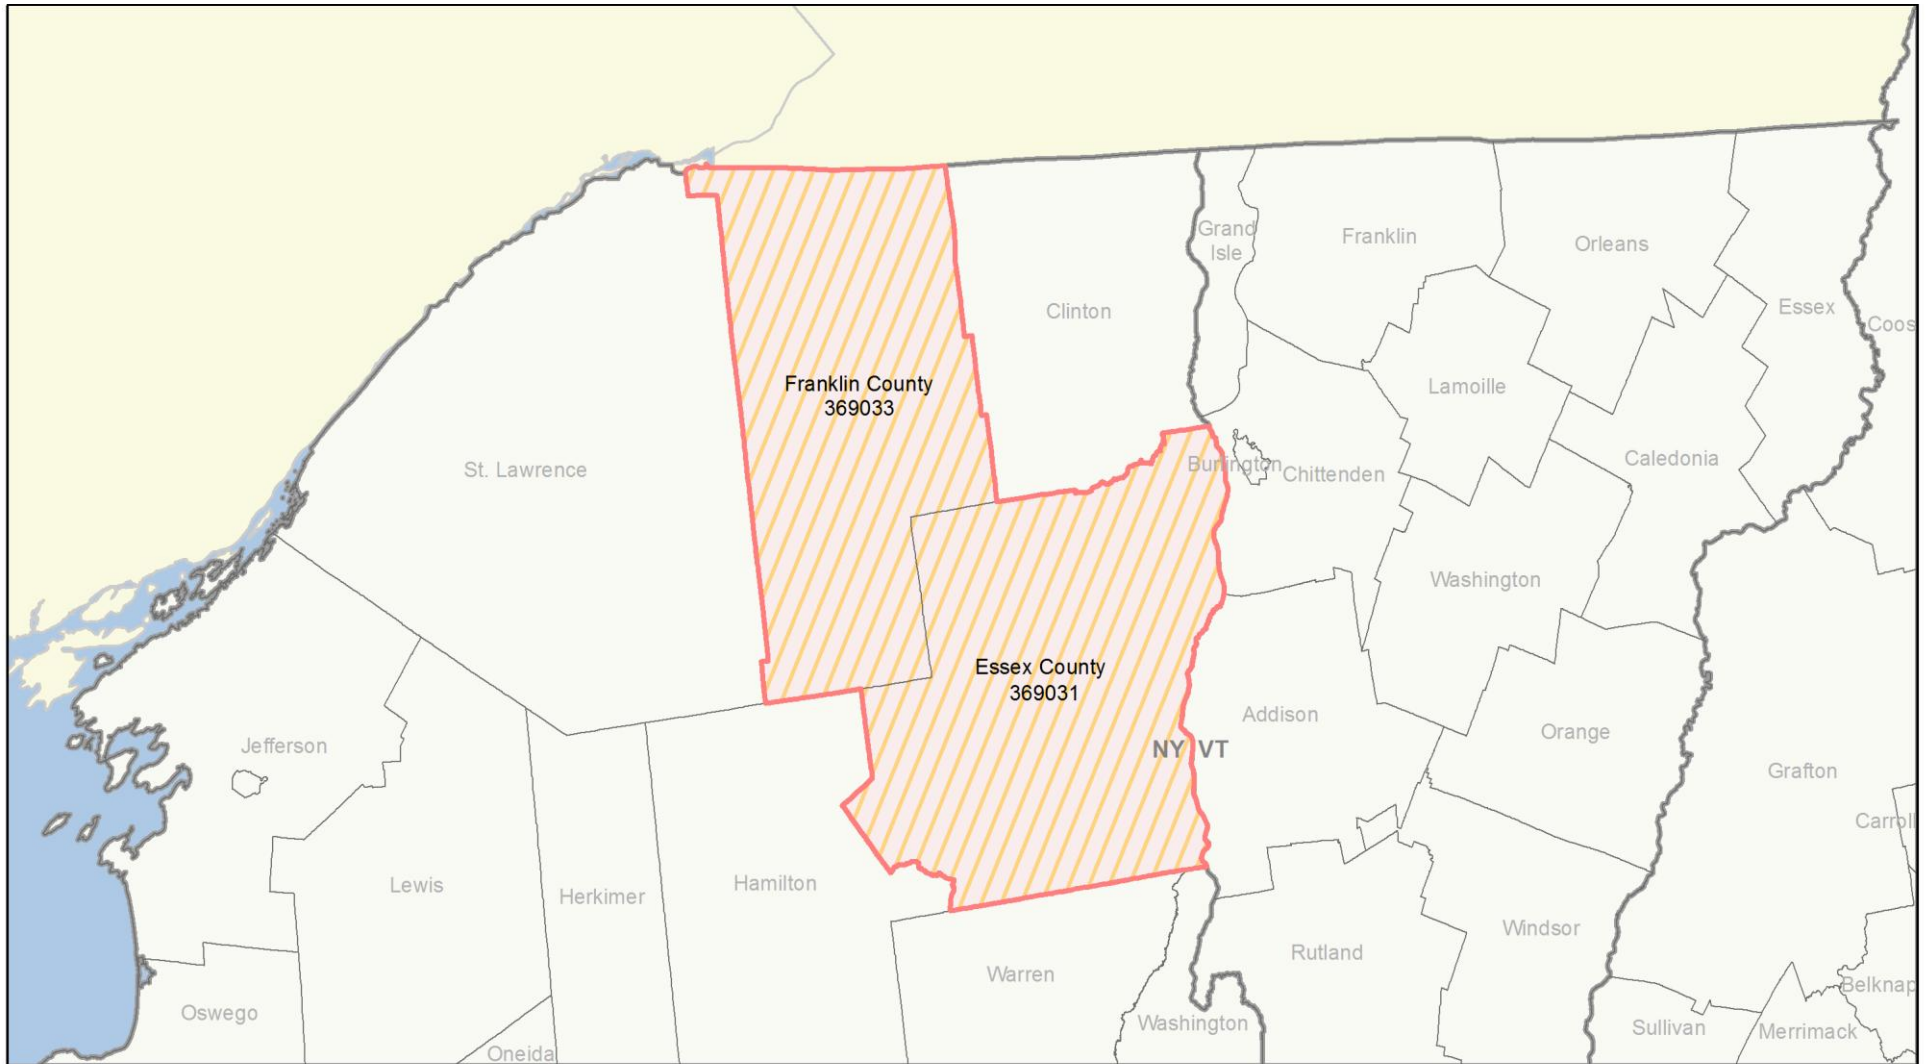 Grand
Isle
Franklin
Orleans
Essex
Clinton
Coos
Franklin County
369033
Lamoille
St. Lawrence
Burlington
Chittenden
Caledonia
Washington
Essex County
369031
Addison
Orange
Jefferson
NY
VT
Grafton
Carroll
Lewis
Herkimer
Hamilton
Windsor
Rutland
Warren
Belknap
Oswego
Washington
Sullivan
Merrimack
Oneida